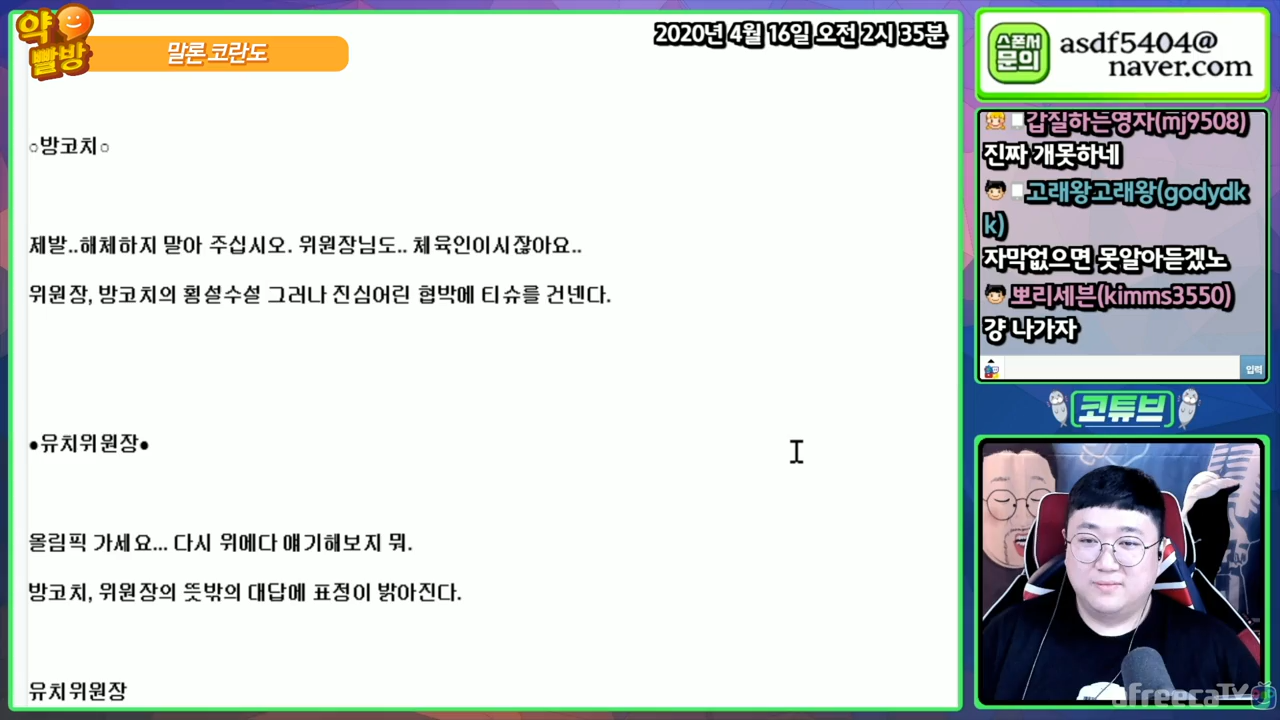 약
빨방
말론 코란도
2020년 4월 16일 오전 2시 35분
○방코치○
제발..해체하지 말아 주십시오. 위원장님도.. 체육인이시잖아요..
위원장, 방코치의 횡설수설 그러나 진심어린 협박에 티슈를 건넨다.
●유치위원장●
올림픽 가세요... 다시 위에다 얘기해보지 뭐.
방코치, 위원장의 뜻밖의 대답에 표정이 밝아진다.
유치위원장
스폰서
문의
asdf5404@
naver.com
갑질하는영자(mj9508)
진짜 개못하네
고래왕고래왕(godydk
k)
자막없으면 못알아듣겠노
뽀리세븐(kimms3550)
걍 나가자
입력
코튜브
afreecaTV